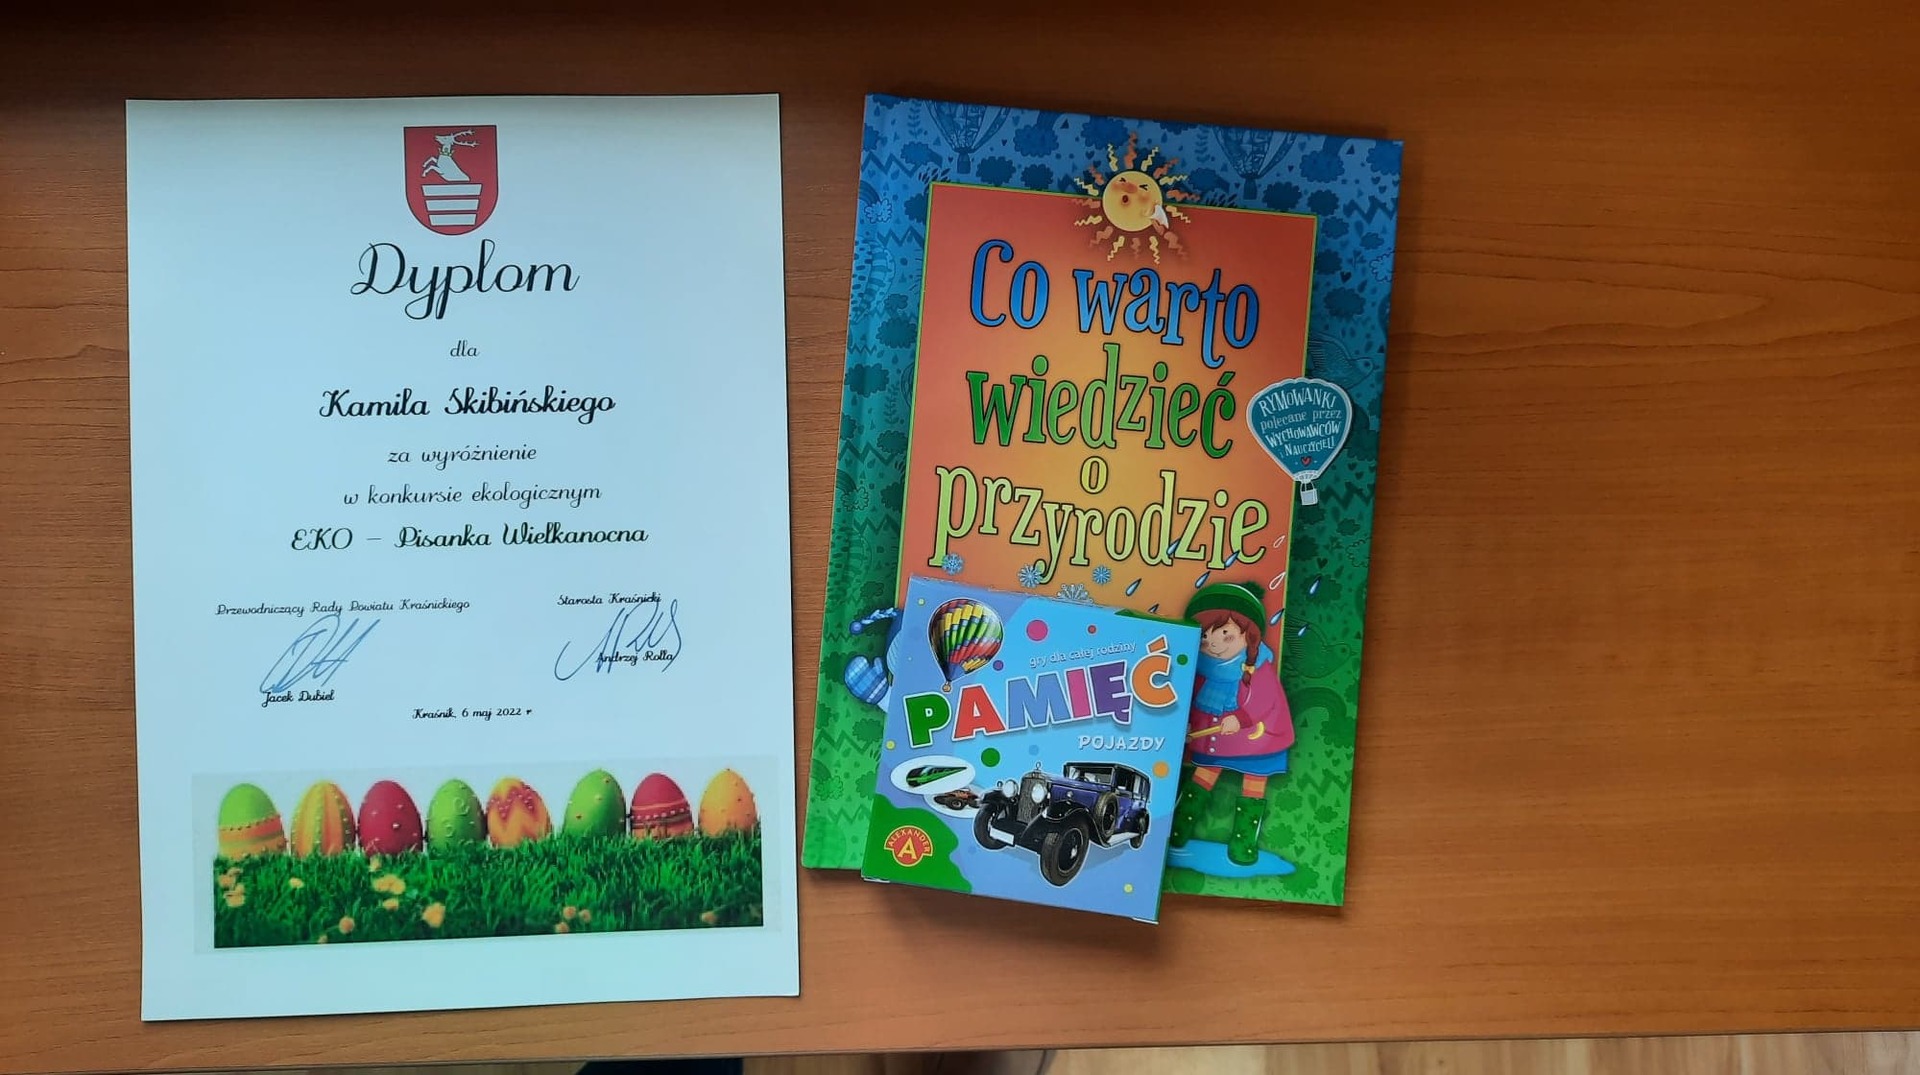 Dyplom
dla
Kamila Skibińskiego
za wyróżnienie
w konkursie ekologicznym
EKO – Pisanka Wielkanocna
Przewodniczący Rady Powiatu Kraśnickiego
Jacek Dubiel
Starosta Kraśnicki
Andrzej Rolla
Kraśnik, 6 maj 2022 r
Co warto
wiedzieć
o
przyrodzie
RYMOWANKI
polecane przez
WYCHOWAWCÓW
i NAUCZYCIELI
gry dla całej rodziny
PAMIĘĆ
POJAZDY
ALEXANDER
A